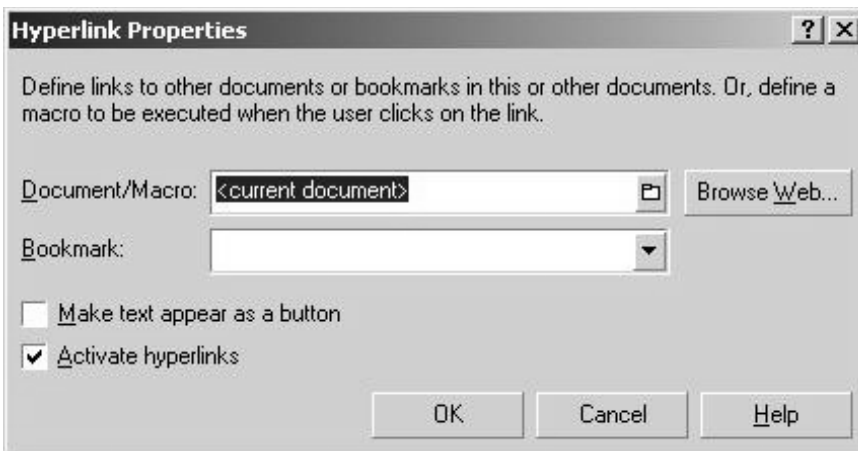 Hyperlink Properties
Define links to other documents or bookmarks in this or other documents. Or, define a
macro to be executed when the user clicks on the link.
Document/Macro: <current document> Browse Web...
Bookmark:
Make text appear as a button
Activate hyperlinks
OK Cancel Help